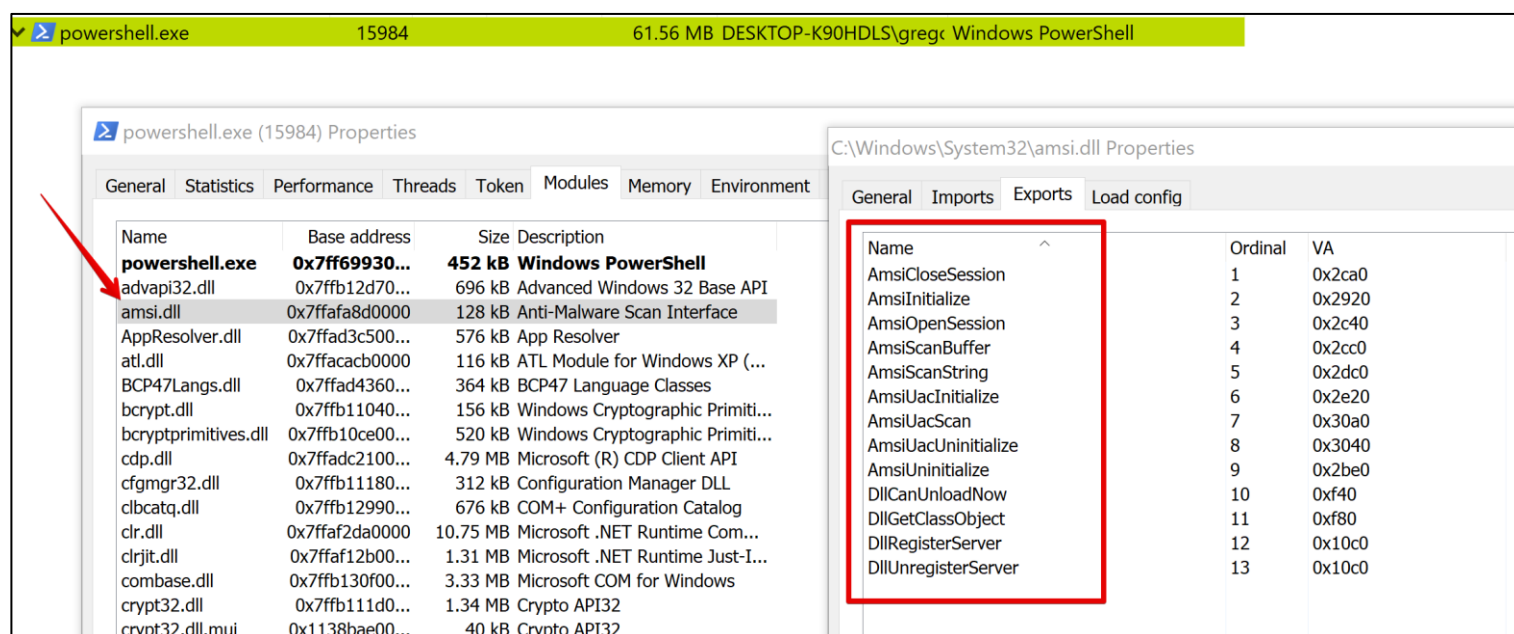 powershell.exe 15984 61.56 MB DESKTOP-K90HDLS\grego Windows PowerShell
powershell.exe (15984) Properties
General Statistics Performance Threads Token Modules Memory Environment
Name Base address Size Description
powershell.exe 0x7ff69930... 452 kB Windows PowerShell
advapi32.dll 0x7ffb12d70... 696 kB Advanced Windows 32 Base API
amsi.dll 0x7ffafa8d0000 128 kB Anti-Malware Scan Interface
AppResolver.dll 0x7ffad3c500... 576 kB App Resolver
atl.dll 0x7ffacacb0000 116 kB ATL Module for Windows XP (...
BCP47Langs.dll 0x7ffad4360... 364 kB BCP47 Language Classes
bcrypt.dll 0x7ffb11040... 156 kB Windows Cryptographic Primiti...
bcryptprimitives.dll 0x7ffb10ce00... 520 kB Windows Cryptographic Primiti...
cdp.dll 0x7ffadc2100... 4.79 MB Microsoft (R) CDP Client API
cfgmgr32.dll 0x7ffb11180... 312 kB Configuration Manager DLL
clbcatq.dll 0x7ffb12990... 676 kB COM+ Configuration Catalog
clr.dll 0x7ffaf2da0000 10.75 MB Microsoft .NET Runtime Com...
clrjit.dll 0x7ffaf12b00... 1.31 MB Microsoft .NET Runtime Just-I...
combase.dll 0x7ffb130f00... 3.33 MB Microsoft COM for Windows
crypt32.dll 0x7ffb111d0... 1.34 MB Crypto API32
crypt32.dll.mui 0x1138bae00... 40 kB Crypto API32
C:\Windows\System32\amsi.dll Properties
General Imports Exports Load config
Name Ordinal VA
AmsiCloseSession 1 0x2ca0
AmsiInitialize 2 0x2920
AmsiOpenSession 3 0x2c40
AmsiScanBuffer 4 0x2cc0
AmsiScanString 5 0x2dc0
AmsiUacInitialize 6 0x2e20
AmsiUacScan 7 0x30a0
AmsiUacUninitialize 8 0x3040
AmsiUninitialize 9 0x2be0
DllCanUnloadNow 10 0xf40
DllGetClassObject 11 0xf80
DllRegisterServer 12 0x10c0
DllUnregisterServer 13 0x10c0